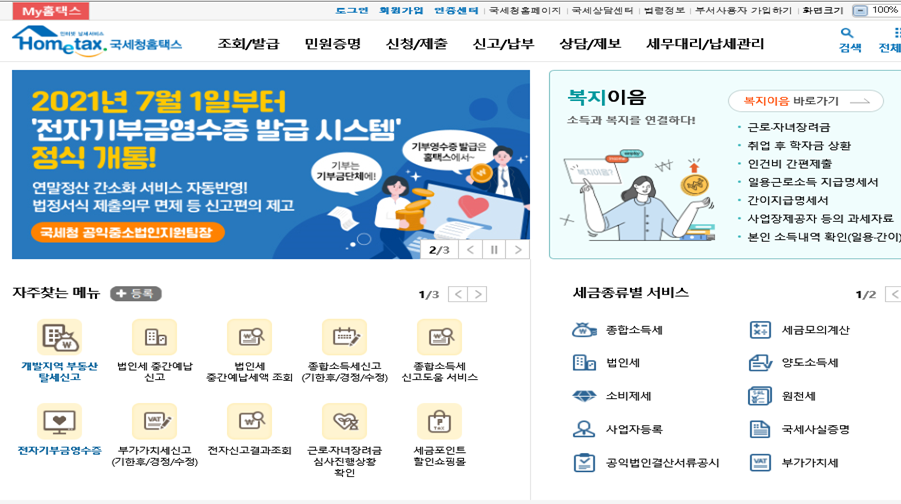 My홈택스
로그인 회원가입 인증센터 국세청홈페이지 국세상담센터 법령정보 부서사용자 가입하기 화면크기 100%
인터넷 납세서비스
Hometax. 국세청홈택스
조회/발급 민원증명 신청/제출 신고/납부 상담/제보 세무대리/납세관리
검색 전체
2021년 7월 1일부터
'전자기부금영수증 발급 시스템'
정식 개통!
연말정산 간소화 서비스 자동반영!
법정서식 제출의무 면제 등 신고편의 제고
국세청 공익중소법인지원팀장
기부는
기부금단체에!
기부영수증 발급은
홈택스에서~
2/3
복지이음
소득과 복지를 연결하다!
복지이음 바로가기
복지이음?
· 근로·자녀장려금
· 취업 후 학자금 상환
· 인건비 간편제출
· 일용근로소득 지급명세서
· 간이지급명세서
· 사업장제공자 등의 과세자료
· 본인 소득내역 확인(일용·간이)
자주찾는 메뉴 + 등록 1/3
개발지역 부동산
탈세신고
법인세 중간예납
신고
법인세
중간예납세액 조회
종합소득세신고
(기한후/경정/수정)
종합소득세
신고도움 서비스
전자기부금영수증
부가가치세신고
(기한후/경정/수정)
전자신고결과조회
근로·자녀장려금
심사진행상황
확인
세금포인트
할인쇼핑몰
세금종류별 서비스 1/2
종합소득세 세금모의계산
법인세 양도소득세
소비제세 원천세
사업자등록 국세사실증명
공익법인결산서류공시 부가가치세